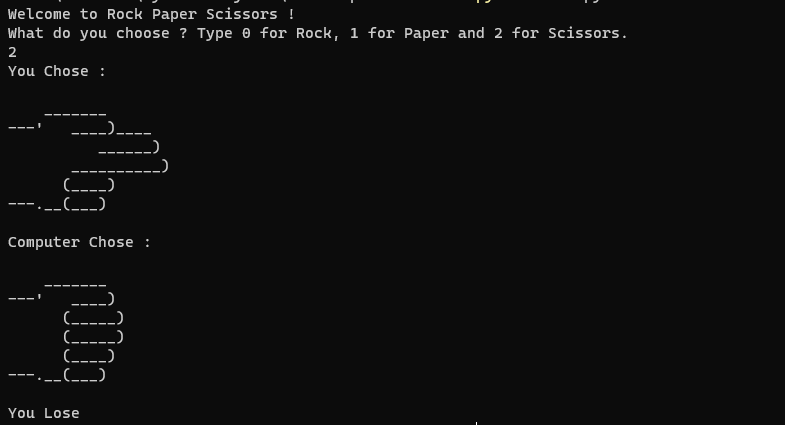 Welcome to Rock Paper Scissors !
What do you choose ? Type 0 for Rock, 1 for Paper and 2 for Scissors.
2
You Chose :
    _______
---'   ____)____
          ______)
       __________)
      (____)
---.__(___)
Computer Chose :
    _______
---'   ____)
      (_____)
      (_____)
      (____)
---.__(___)
You Lose